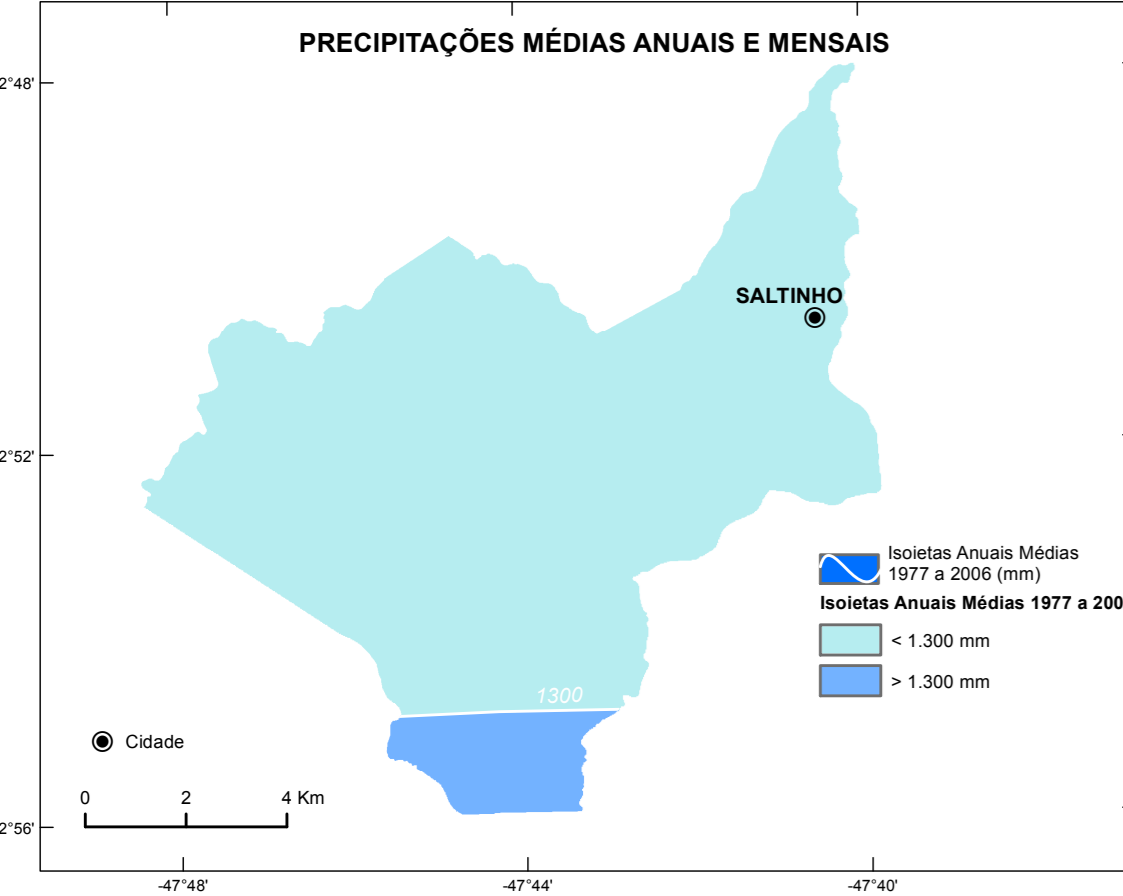 PRECIPITAÇÕES MÉDIAS ANUAIS E MENSAIS
2°48'
SALTINHO
2°52'
Isoietas Anuais Médias
1977 a 2006 (mm)
Isoietas Anuais Médias 1977 a 200
< 1.300 mm
> 1.300 mm
1300
Cidade
0 2 4 Km
2°56'
-47°48' -47°44' -47°40'